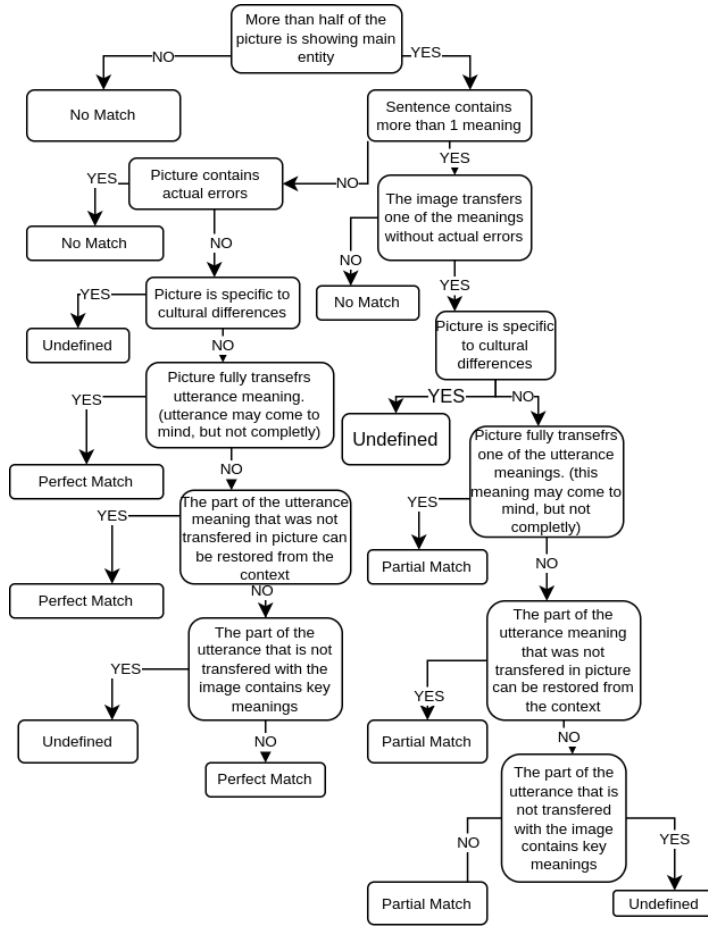 More than half of the
picture is showing main
entity
NO
YES
No Match
Sentence contains
more than 1 meaning
YES
Picture contains
actual errors
NO
YES
The image transfers
one of the meanings
without actual errors
No Match
NO
NO
YES
Picture is specific to
cultural differences
No Match
YES
Undefined
NO
Picture is specific
to cultural
differences
Picture fully transefrs
utterance meaning.
(utterance may come to
mind, but not completly)
YES
YES
NO
Undefined
Perfect Match
NO
Picture fully transefrs
one of the utterance
meanings. (this
meaning may come to
mind, but not
completly)
The part of the utterance
meaning that was not
transfered in picture can
be restored from the
context
YES
YES
Partial Match
NO
Perfect Match
NO
The part of the
utterance that is not
transfered with the
image contains key
meanings
The part of the
utterance meaning
that was not
transfered in picture
can be restored from
the context
YES
YES
Undefined
NO
Perfect Match
Partial Match
NO
The part of the
utterance that is
not transfered
with the image
contains key
meanings
NO
YES
Partial Match
Undefined